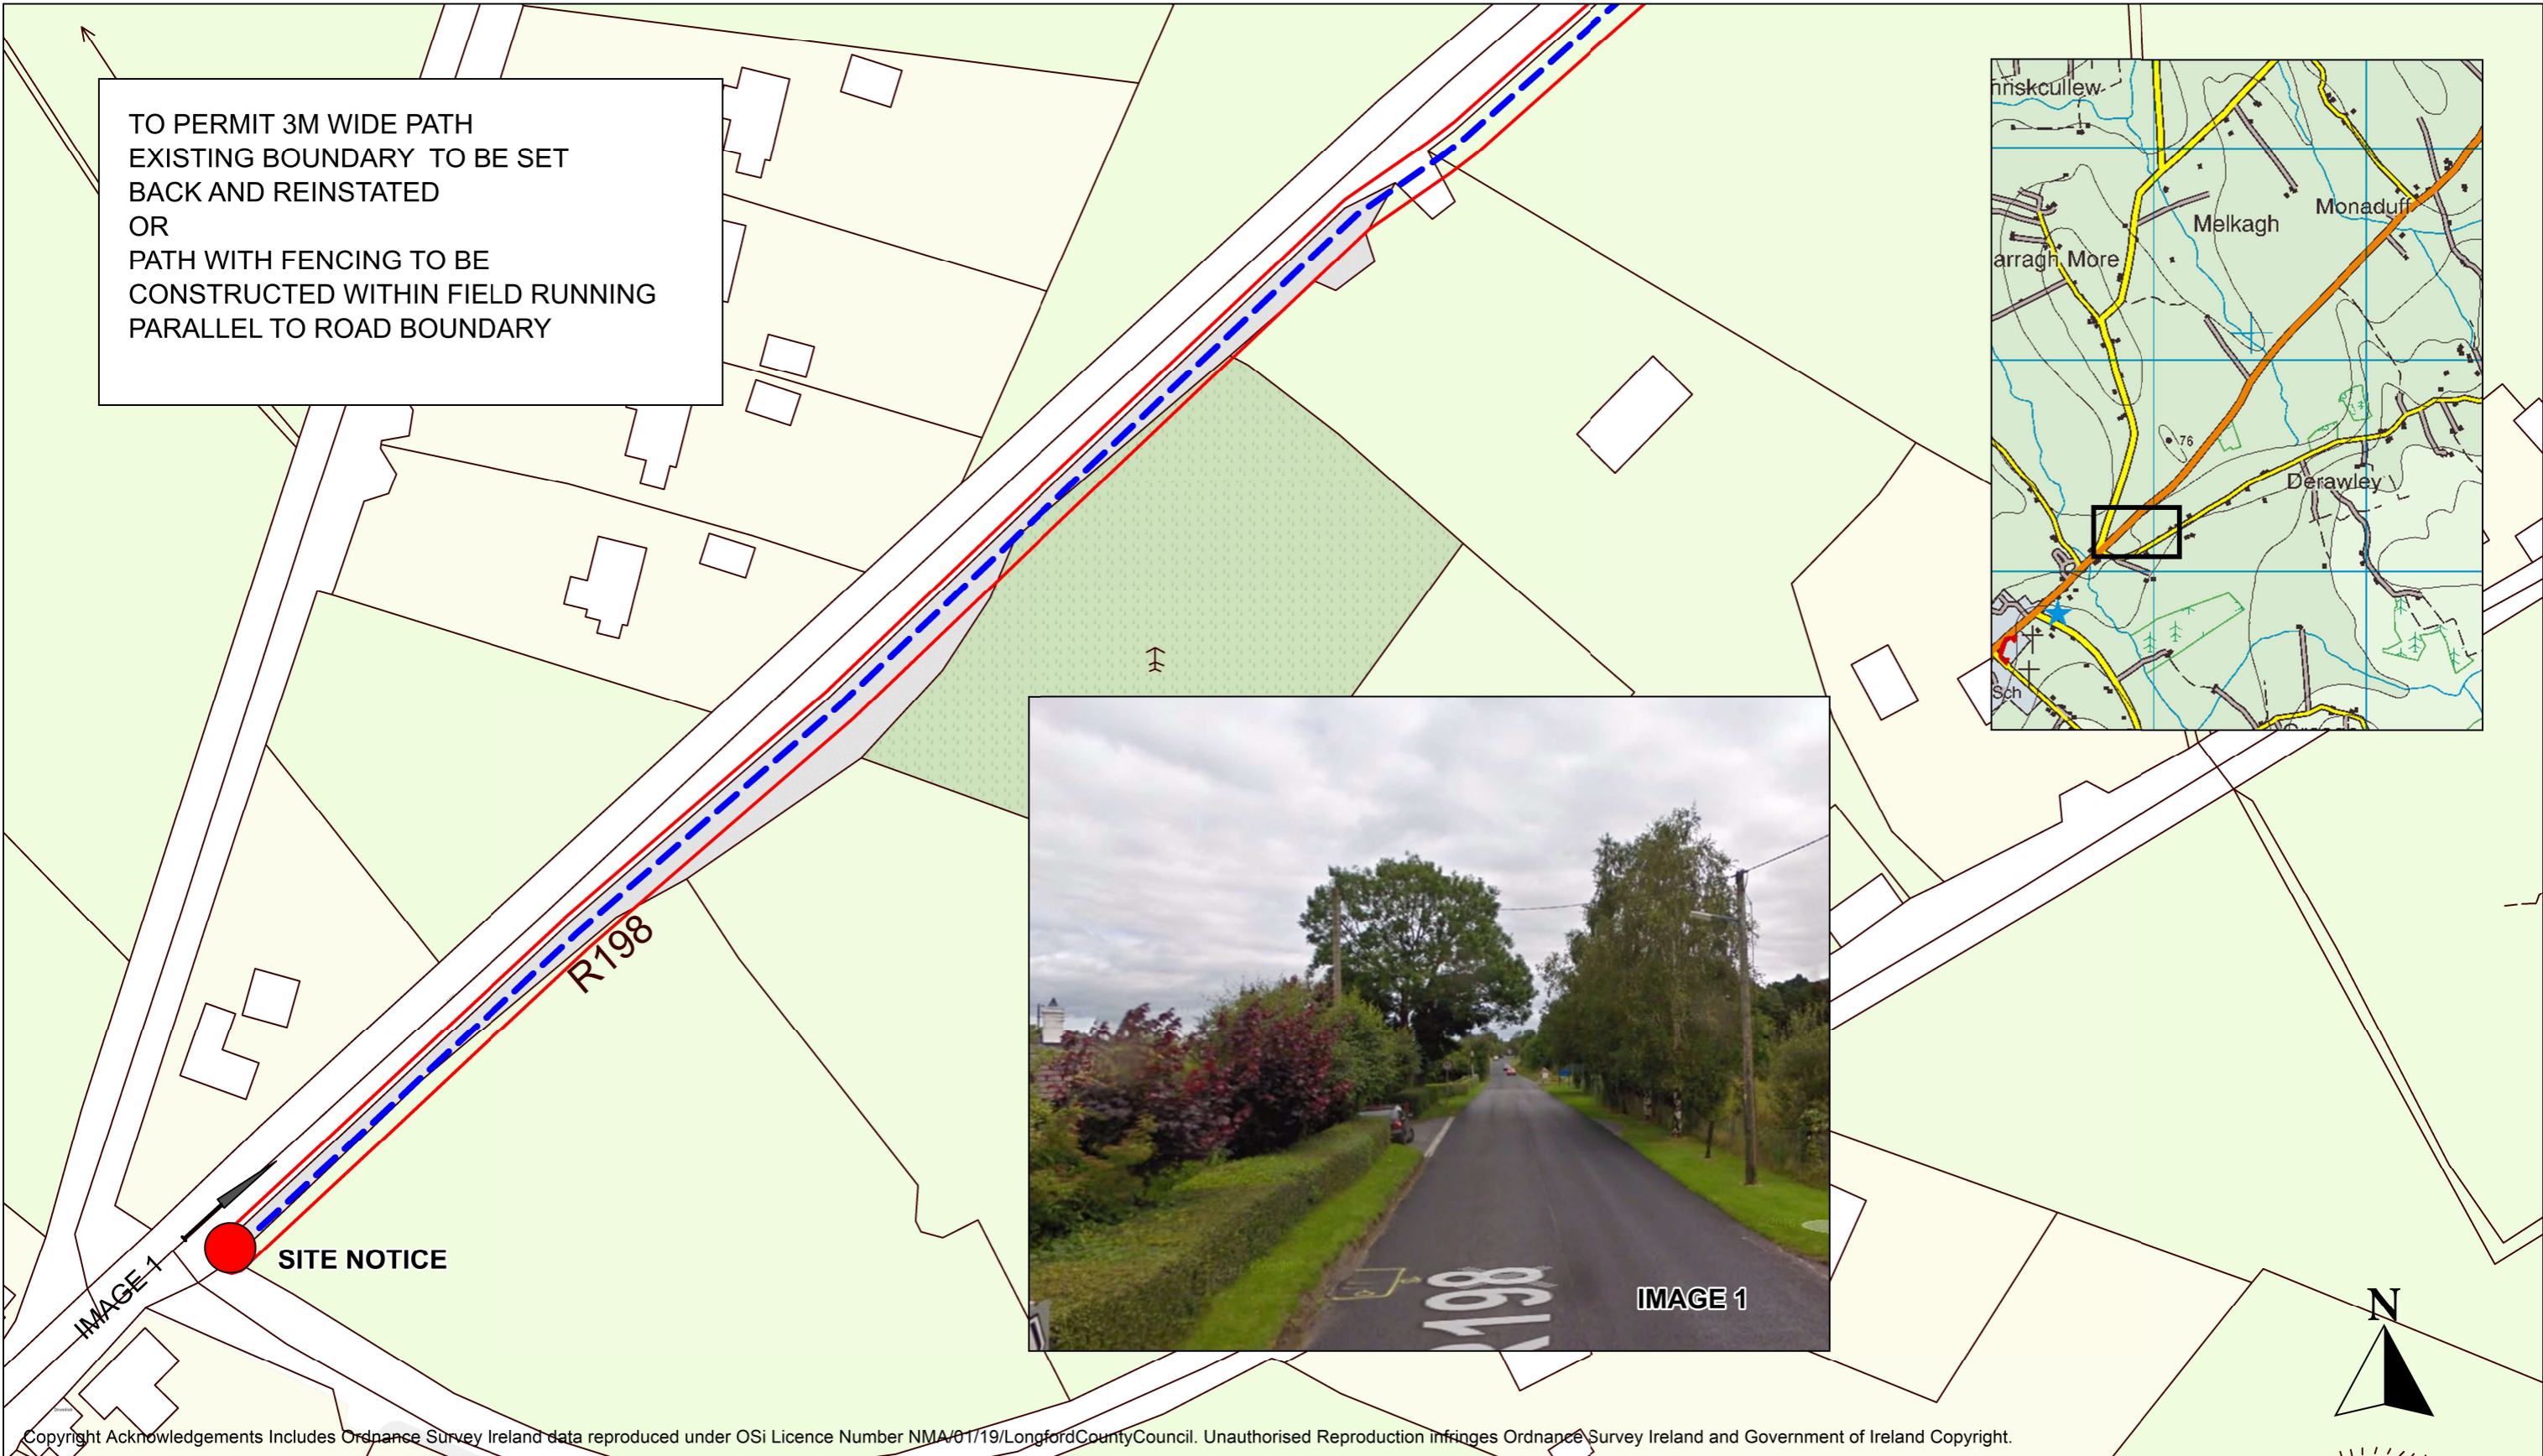 TO PERMIT 3M WIDE PATH
EXISTING BOUNDARY TO BE SET
BACK AND REINSTATED
OR
PATH WITH FENCING TO BE
CONSTRUCTED WITHIN FIELD RUNNING
PARALLEL TO ROAD BOUNDARY
hriskcullew
Monaduff
Melkagh
arragh More
76
Derawley
Sch
R198
R198
IMAGE 1
SITE NOTICE
IMAGE 1
N
Copyright Acknowledgements Includes Ordnance Survey Ireland data reproduced under OSi Licence Number NMA/01/19/LongfordCountyCouncil. Unauthorised Reproduction infringes Ordnance Survey Ireland and Government of Ireland Copyright.